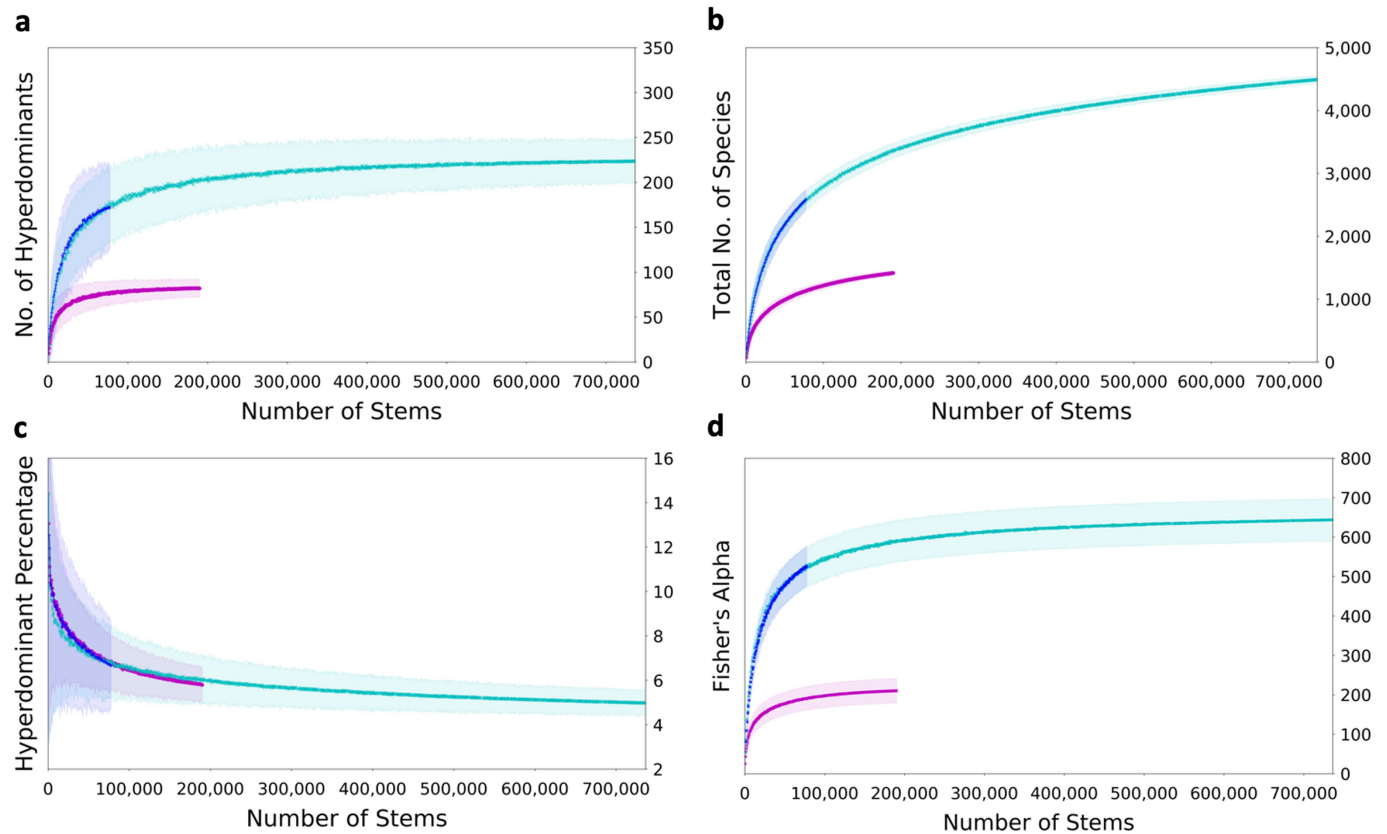 a
No. of Hyperdominants
350
300
250
200
150
100
50
0
0 100,000 200,000 300,000 400,000 500,000 600,000 700,000
Number of Stems
b
Total No. of Species
5,000
4,000
3,000
2,000
1,000
0
0 100,000 200,000 300,000 400,000 500,000 600,000 700,000
Number of Stems
c
Hyperdominant Percentage
16
14
12
10
8
6
4
2
0 100,000 200,000 300,000 400,000 500,000 600,000 700,000
Number of Stems
d
Fisher's Alpha
800
700
600
500
400
300
200
100
0
0 100,000 200,000 300,000 400,000 500,000 600,000 700,000
Number of Stems